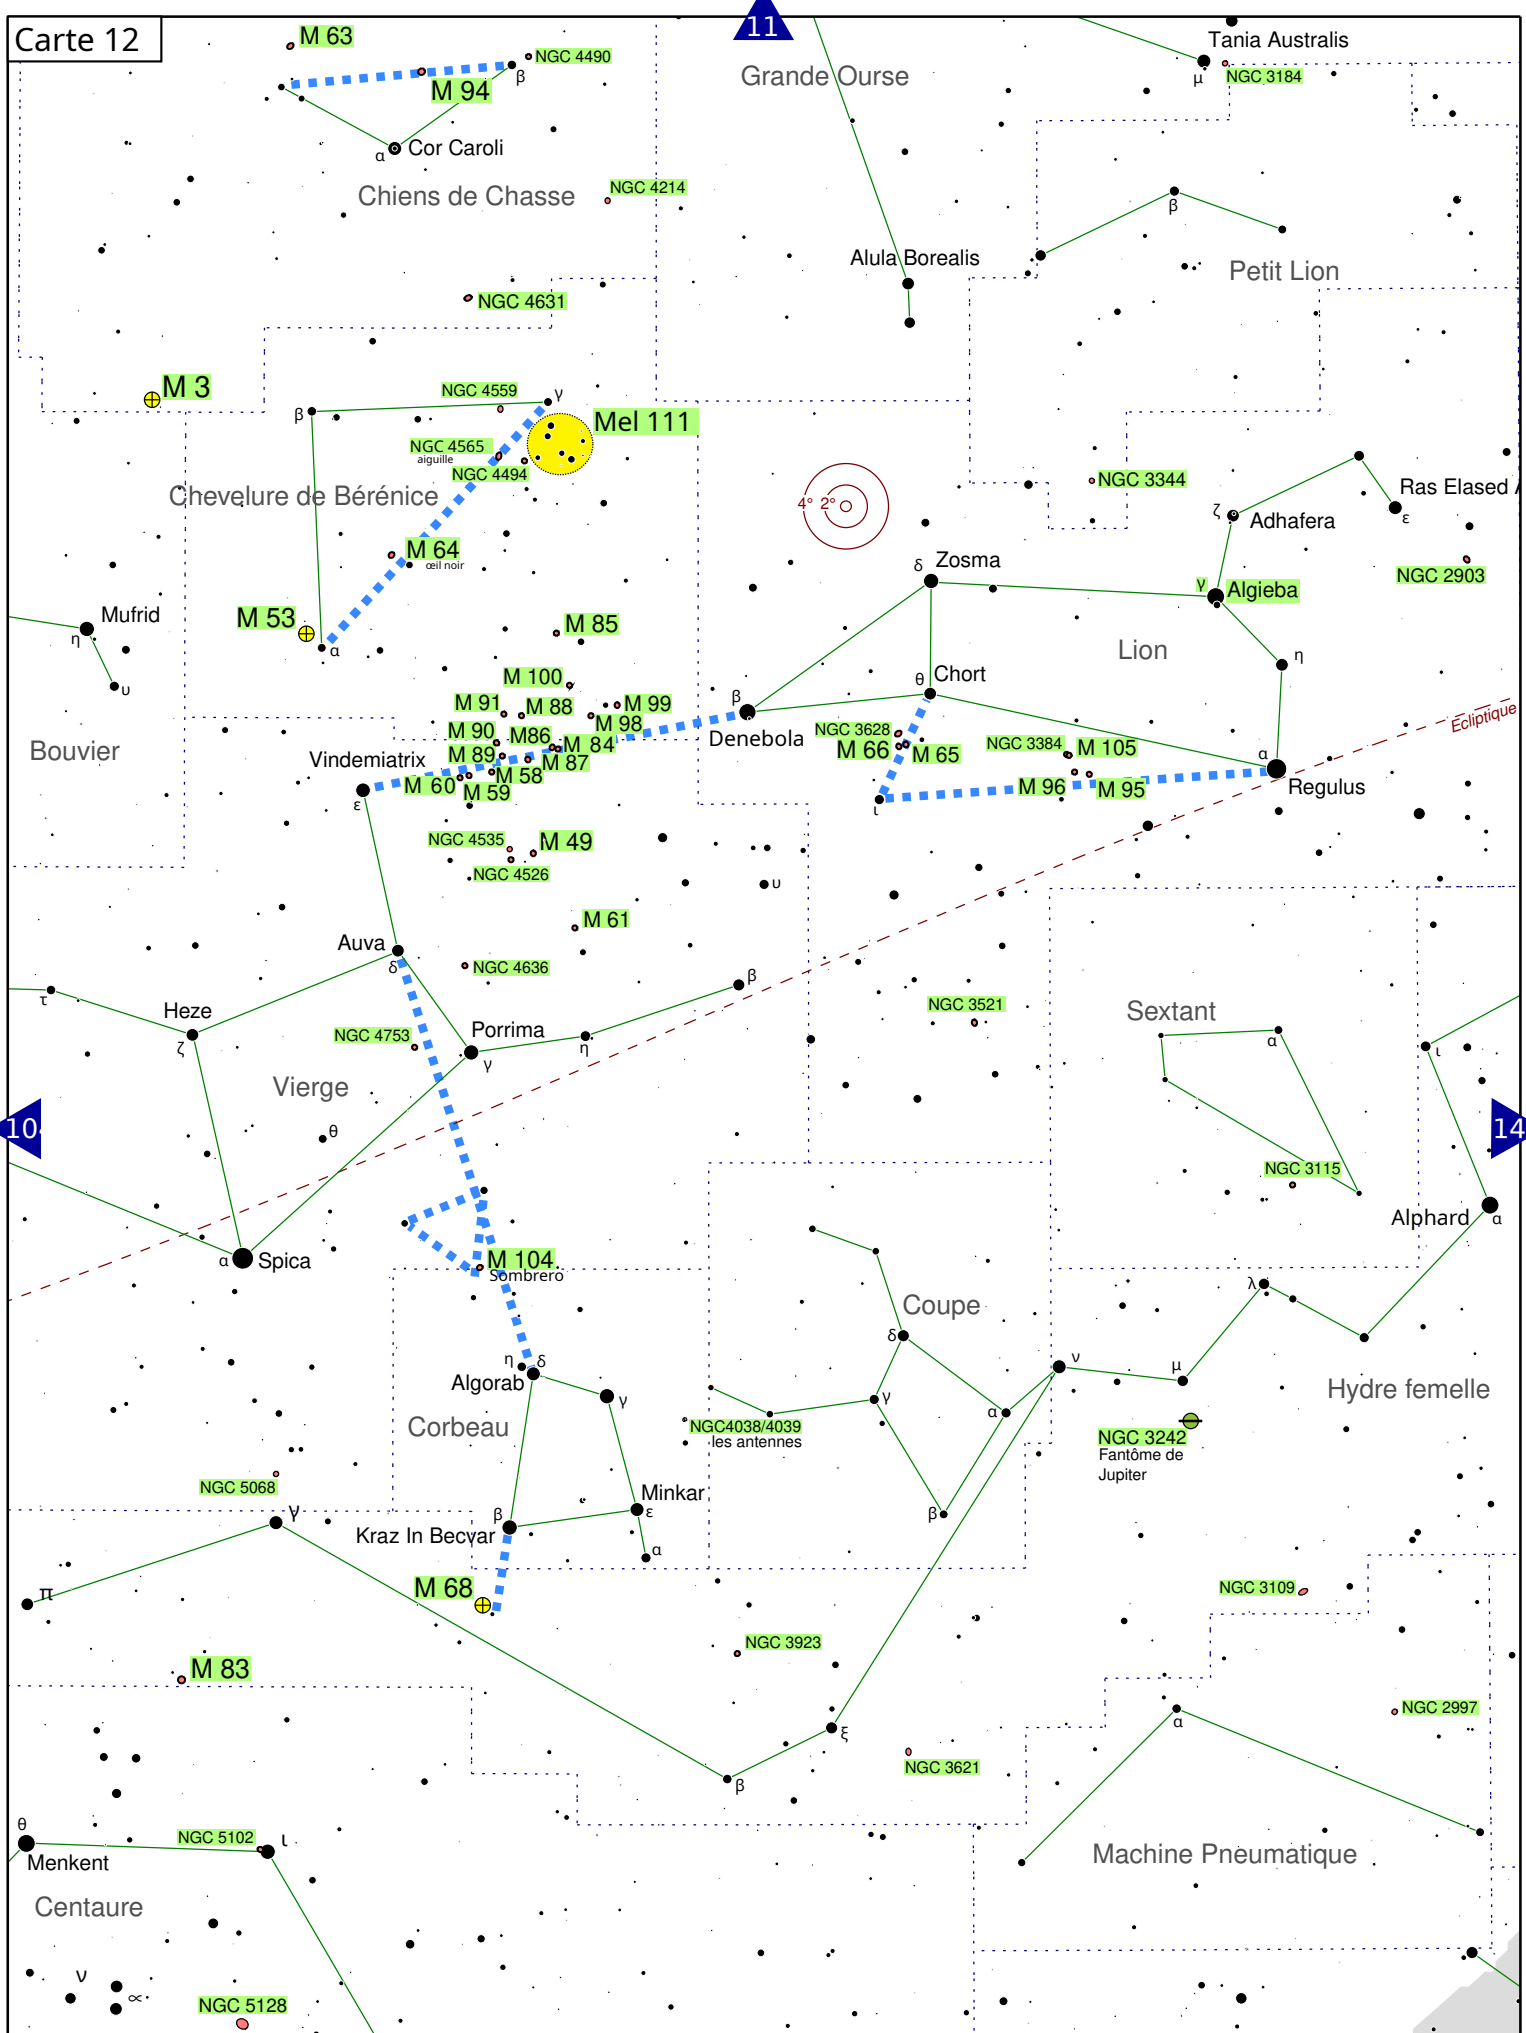 11
Carte 12
M 63
NGC 4490
β
M 94
Cor Caroli
α
Chiens de Chasse
NGC 4214
Grande Ourse
Tania Australis
μ
NGC 3184
β
Alula Borealis
Petit Lion
NGC 4631
M 3
NGC 4559
γ
β
Mel 111
NGC 4565
aiguille
NGC 4494
Chevelure de Bérénice
4° 2°
NGC 3344
Ras Elased A
ε
ζ
Adhafera
NGC 2903
M 64
œil noir
δ
Zosma
γ
Algieba
Mufrid
η
υ
M 53
α
M 85
Lion
η
M 100
M 91
M 88
M 99
M 98
β
Denebola
θ
Chort
Ecliptique
M 90
M86
M 84
M 89
M 87
M 58
M 60
M 59
NGC 3628
M 66
M 65
NGC 3384
M 105
M 96
M 95
α
Regulus
ι
Bouvier
Vindemiatrix
ε
NGC 4535
M 49
NGC 4526
υ
M 61
Auva
δ
NGC 4636
β
τ
Heze
ζ
NGC 4753
Porrima
γ
η
NGC 3521
Sextant
α
ι
Vierge
θ
10
14
NGC 3115
Alphard
α
α
Spica
M 104
Sombrero
λ
Coupe
δ
η
δ
Algorab
γ
Corbeau
γ
α
ν
μ
Hydre femelle
NGC4038/4039
les antennes
NGC 3242
Fantôme de
Jupiter
NGC 5068
γ
β
Kraz In Becvar
Minkar
ε
α
β
π
M 68
NGC 3109
M 83
NGC 3923
α
NGC 2997
ξ
β
NGC 3621
θ
Menkent
NGC 5102
ι
Machine Pneumatique
Centaure
ν
∝
NGC 5128